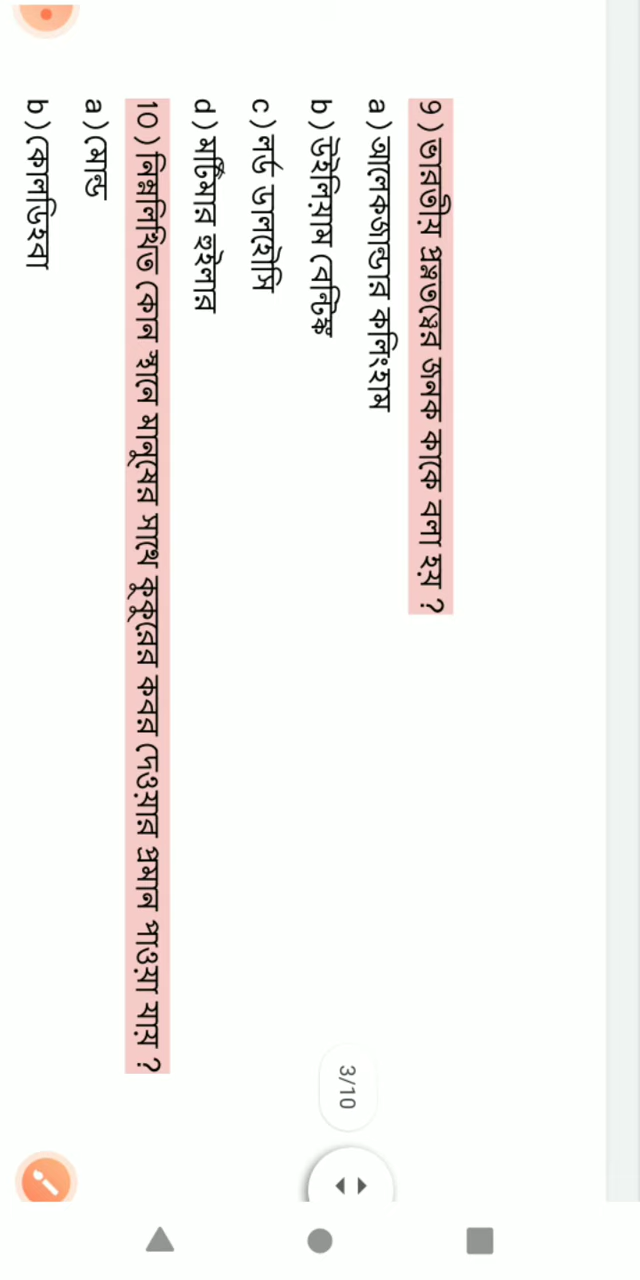 9 ) ভারতীয় প্রত্নতত্ত্বের জনক কাকে বলা হয় ?
a ) আলেকজান্ডার কলিংহাম
b ) উইলিয়াম বেন্টিঙ্ক
c ) লর্ড ডালহৌসি
d ) মর্টিমার হুইলার
10 ) নিম্নলিখিত কোন স্থানে মানুষের সাথে কুকুরের কবর দেওয়ার প্রমান পাওয়া যায় ?
a ) মোল্ড
b ) কোলডিহবা
3/10